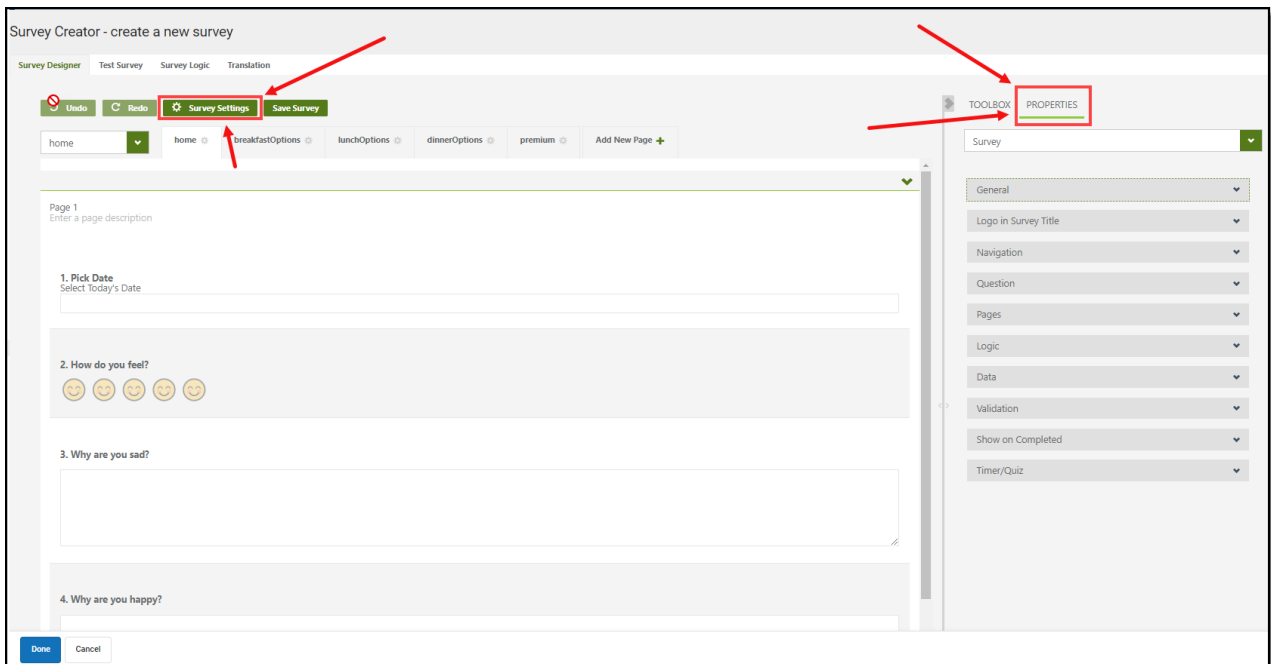 Survey Creator - create a new survey
Survey Designer Test Survey Survey Logic Translation
Undo Redo Survey Settings Save Survey
TOOLBOX PROPERTIES
home home breakfastOptions lunchOptions dinnerOptions premium Add New Page
Survey
General
Page 1
Enter a page description
Logo in Survey Title
Navigation
1. Pick Date
Select Today's Date
Question
Pages
Logic
2. How do you feel?
Data
Validation
Show on Completed
3. Why are you sad?
Timer/Quiz
4. Why are you happy?
Done Cancel